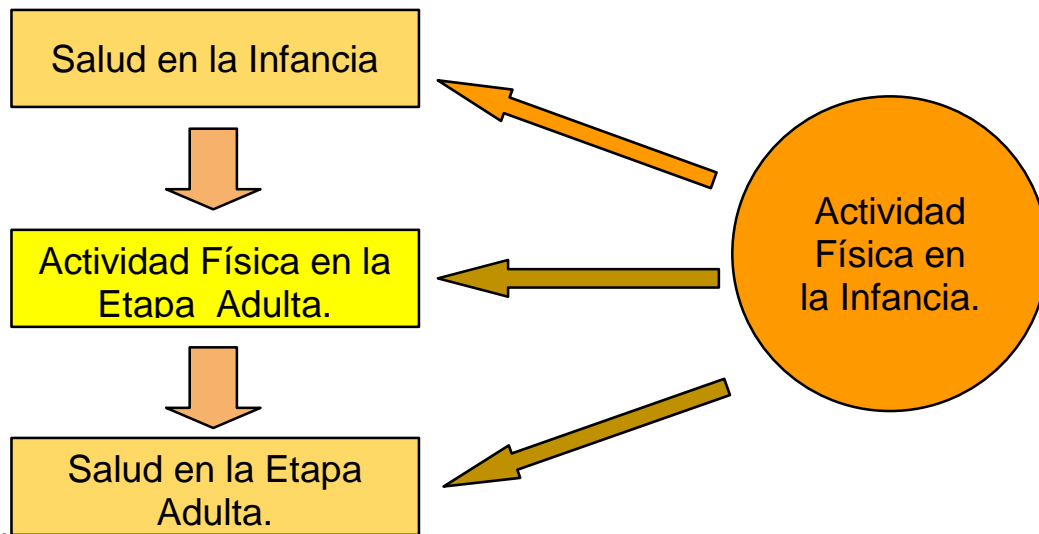 Salud en la Infancia
Actividad Física en la
Etapa Adulta.
Salud en la Etapa
Adulta.
Actividad
Física en
la Infancia.